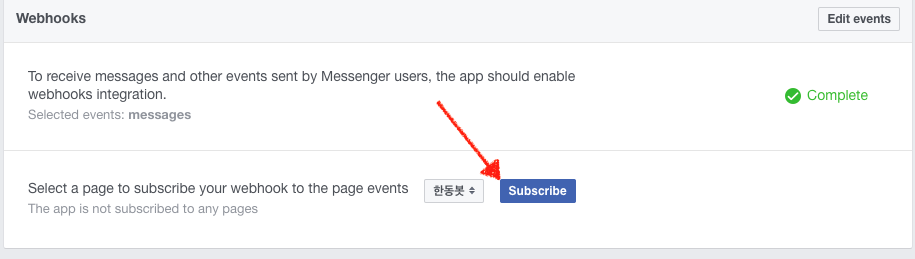 Webhooks
Edit events
To receive messages and other events sent by Messenger users, the app should enable
webhooks integration.
Selected events: messages
Complete
Select a page to subscribe your webhook to the page events
한동봇
Subscribe
The app is not subscribed to any pages